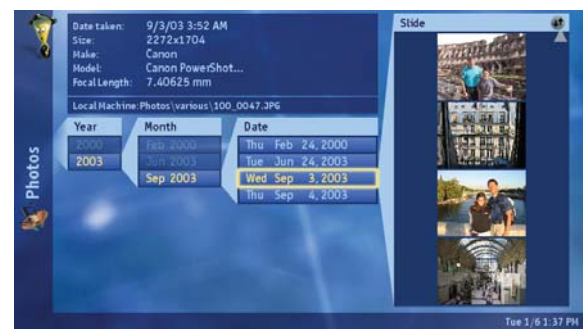 Date taken: 9/3/03 3:52 AM
Size: 2272x1704
Make: Canon
Model: Canon PowerShot...
Focal Length: 7.40625 mm
Local Machine:Photos\various\100_0047.JPG
Photos
Year Month Date
2000 Feb 2000 Thu Feb 24, 2000
2003 Jun 2003 Tue Jun 24, 2003
Sep 2003 Wed Sep 3, 2003
Thu Sep 4, 2003
Slide
Tue 1/6 1:37 PM